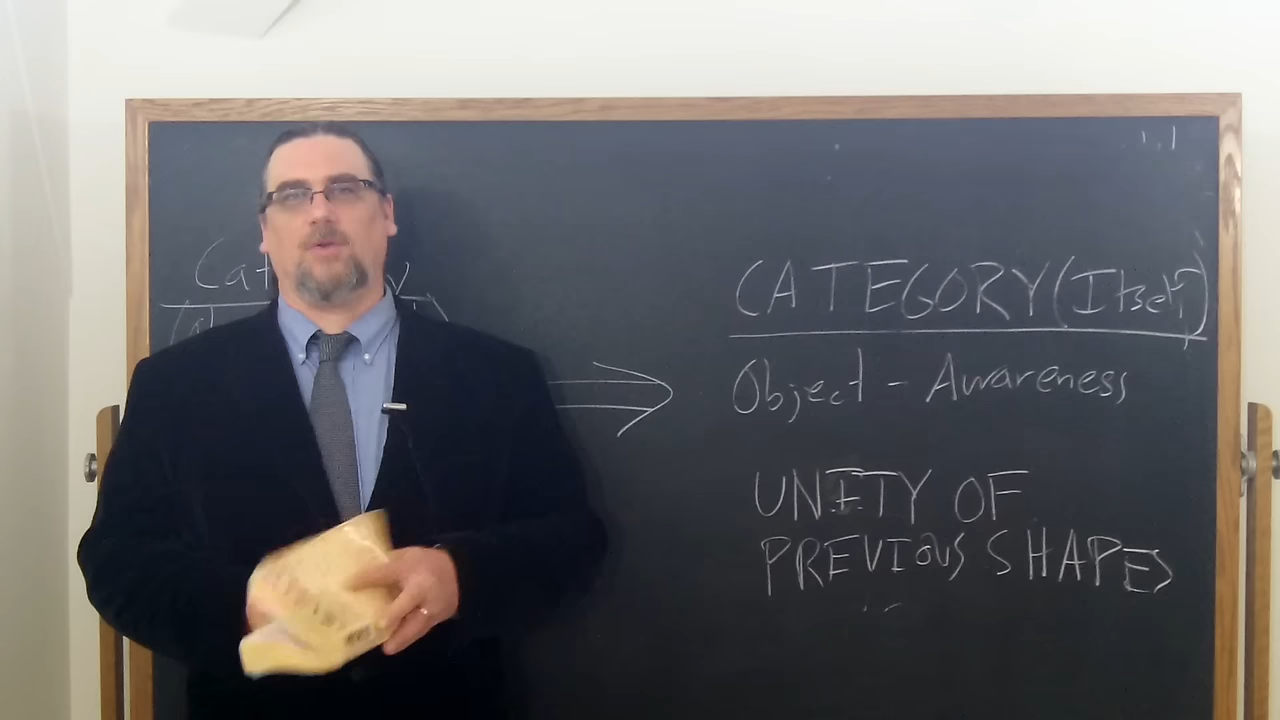 CATEGORY (Itself)
Object - Awareness
UNITY OF
PREVIOUS SHAPES